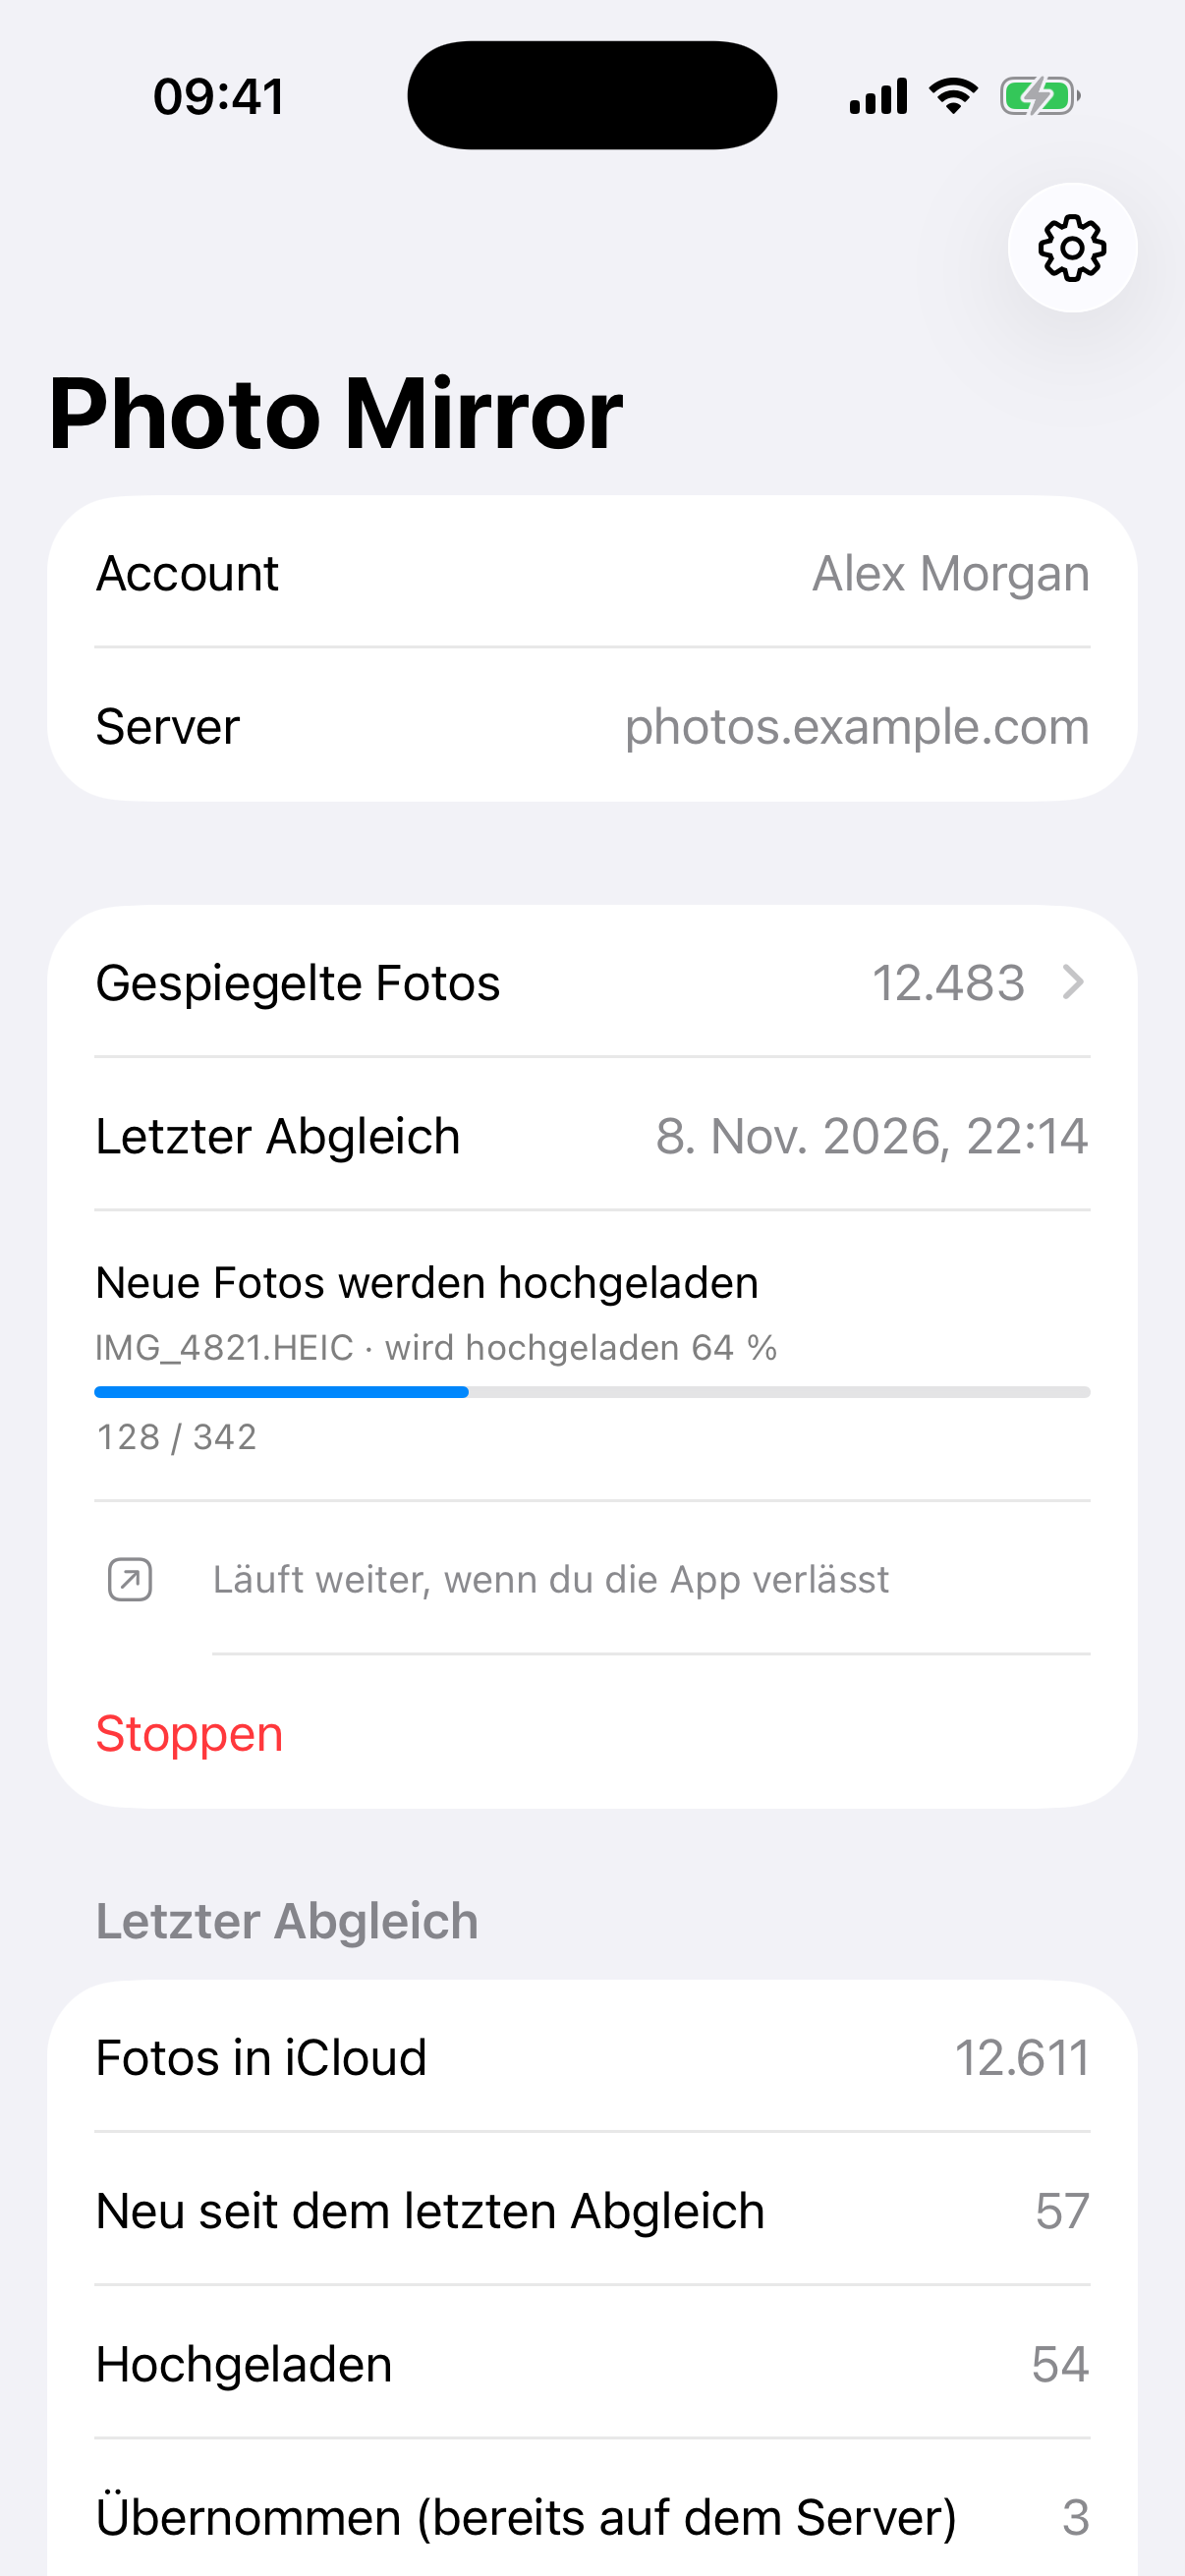 09:41
Photo Mirror
Account Alex Morgan
Server photos.example.com
Gespiegelte Fotos 12.483
Letzter Abgleich 8. Nov. 2026, 22:14
Neue Fotos werden hochgeladen
IMG_4821.HEIC · wird hochgeladen 64 %
128 / 342
Läuft weiter, wenn du die App verlässt
Stoppen
Letzter Abgleich
Fotos in iCloud 12.611
Neu seit dem letzten Abgleich 57
Hochgeladen 54
Übernommen (bereits auf dem Server) 3